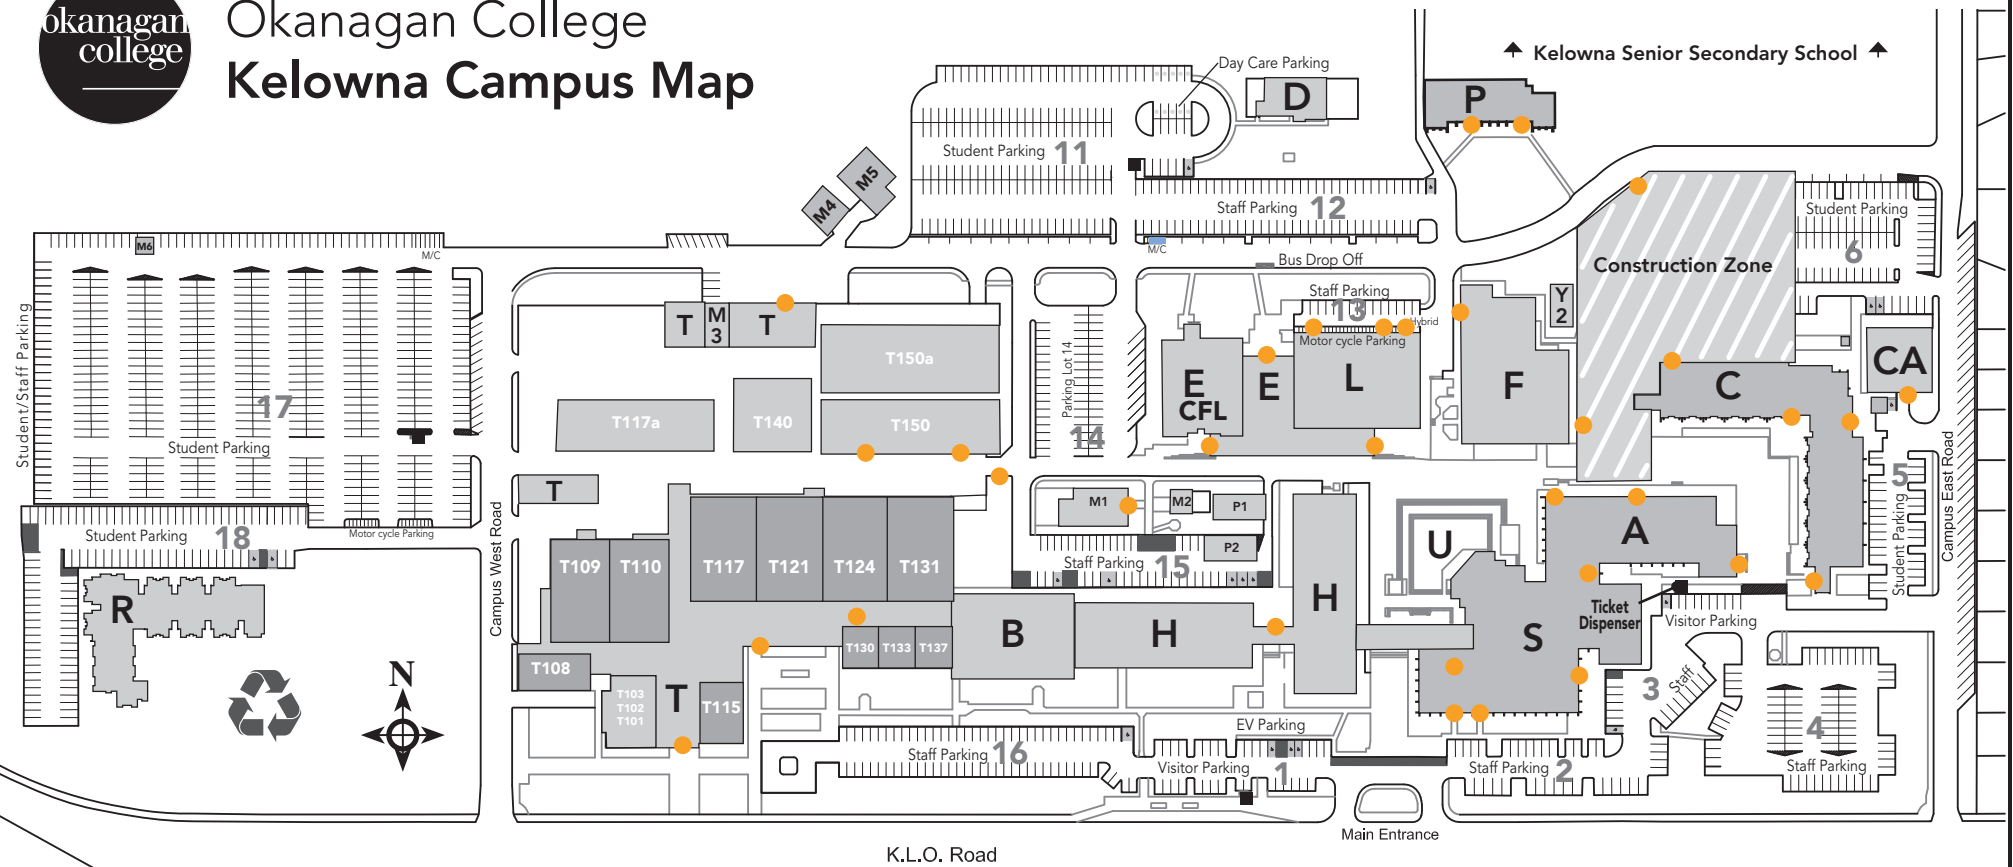 okanagan
college
Okanagan College
Kelowna Campus Map
Kelowna Senior Secondary School
Day Care Parking
D
P
Student Parking 11
M5
M4
Staff Parking 12
Student Parking
6
M6
M/C
M/C
Bus Drop Off
Construction Zone
Staff Parking
13
Hybrid
Motor cycle Parking
Y
2
T
M
3
T
T150a
Parking Lot 14
14
E
CFL
E
L
F
C
CA
Student/Staff Parking
17
Student Parking
T117a
T140
T150
T
Campus West Road
M1
M2
P1
P2
Staff Parking 15
U
A
5
Student Parking
Campus East Road
Student Parking 18
Motor cycle Parking
T109
T110
T117
T121
T124
T131
R
H
Ticket
Dispenser
Visitor Parking
T108
T130
T133
T137
B
H
S
T103
T102
T101
T
T115
3
Staff
4
Staff Parking
N
EV Parking
Staff Parking 16
Visitor Parking 1
Staff Parking 2
Main Entrance
K.L.O. Road